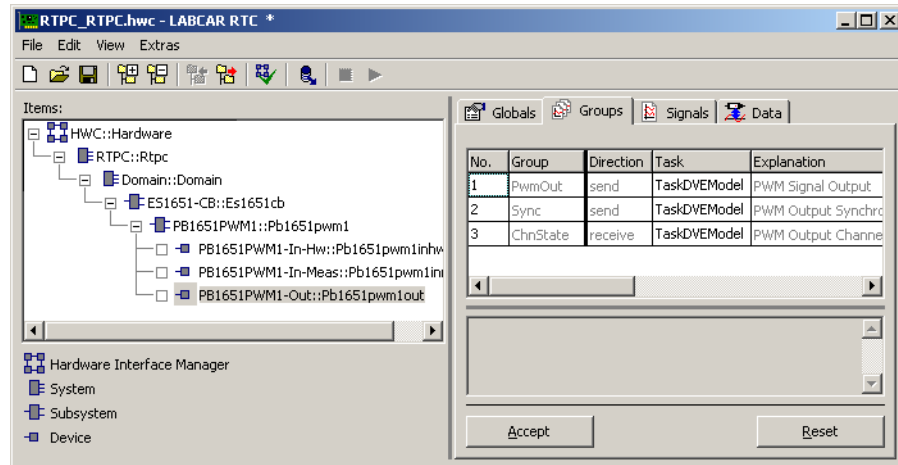 RTPC_RTPC.hwc - LABCAR RTC *
File Edit View Extras
Items:
HWC::Hardware
RTPC::Rtpc
Domain::Domain
ES1651-CB::Es1651cb
PB1651PWM1::Pb1651pwm1
PB1651PWM1-In-Hw::Pb1651pwm1inhw
PB1651PWM1-In-Meas::Pb1651pwm1in
PB1651PWM1-Out::Pb1651pwm1out
Hardware Interface Manager
System
Subsystem
Device
Globals Groups Signals Data
No. Group Direction Task Explanation
1 PwmOut send TaskDVEModel PWM Signal Output
2 Sync send TaskDVEModel PWM Output Synchro
3 ChnState receive TaskDVEModel PWM Output Channe
Accept Reset